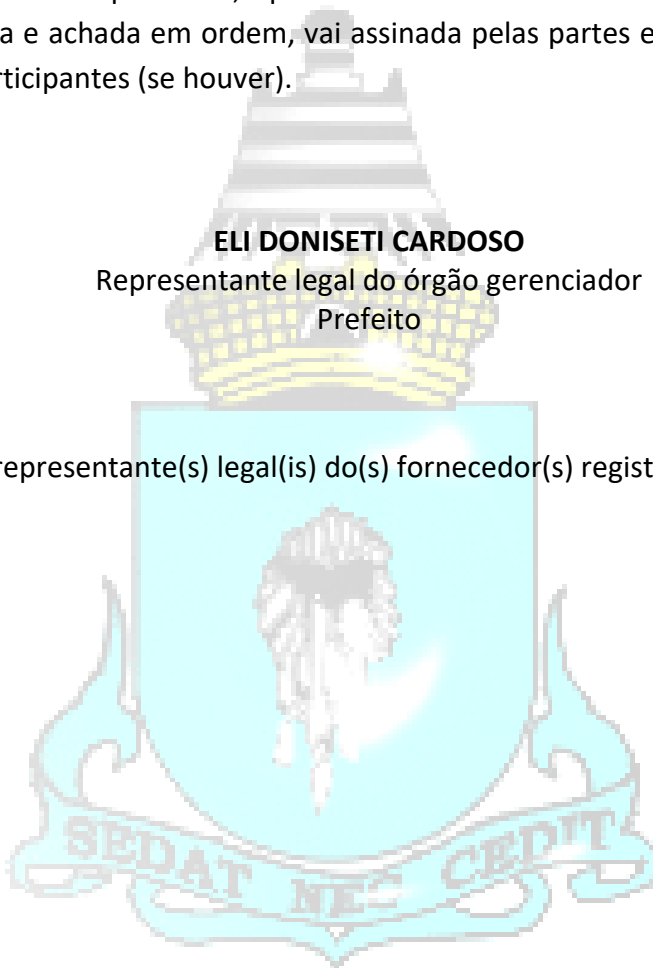 a e achada em ordem, vai assinada pelas partes e
rticipantes (se houver).
ELI DONISETI CARDOSO
Representante legal do órgão gerenciador
Prefeito
representante(s) legal(is) do(s) fornecedor(s) regist
SEDAT NEC CEDIT